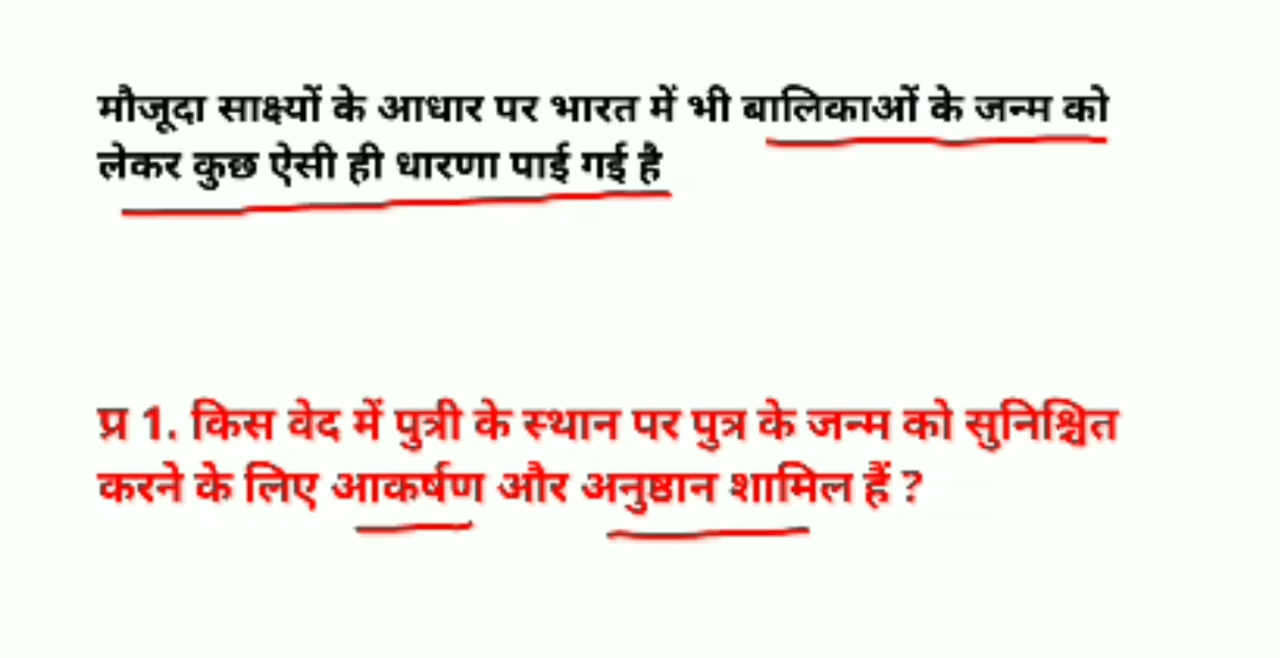 मौजूदा साक्ष्यों के आधार पर भारत में भी बालिकाओं के जन्म को
लेकर कुछ ऐसी ही धारणा पाई गई है
प्र 1. किस वेद में पुत्री के स्थान पर पुत्र के जन्म को सुनिश्चित
करने के लिए आकर्षण और अनुष्ठान शामिल हैं ?